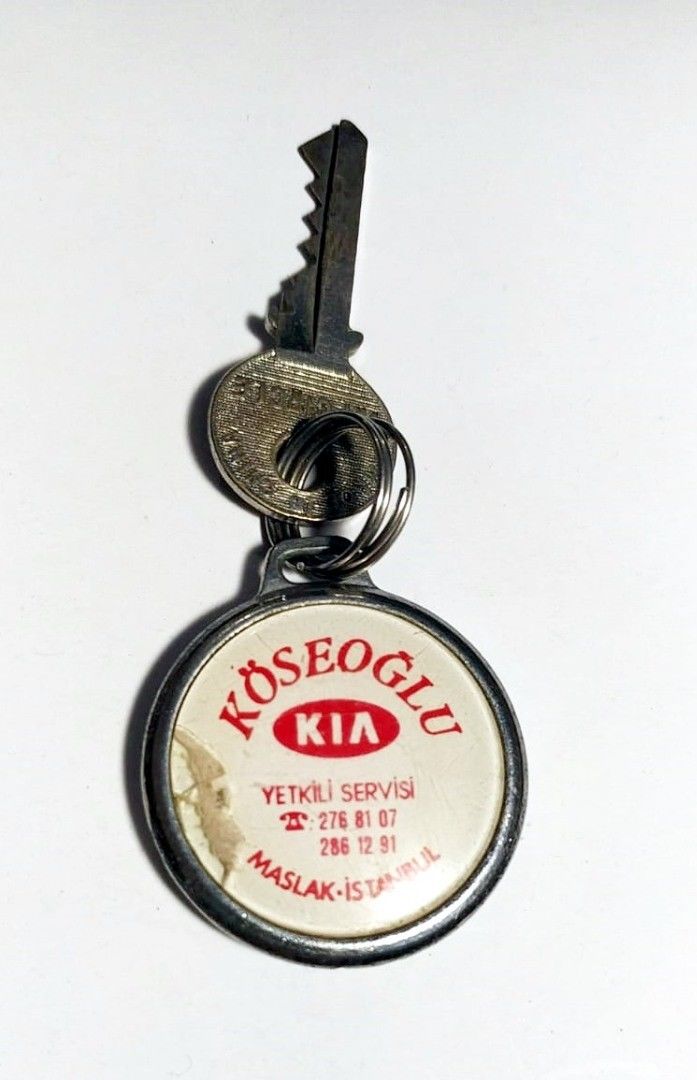 KÖSEOĞLU
KIA
YETKİLİ SERVİSİ
☎: 276 81 07
286 12 91
MASLAK·İSTANBUL